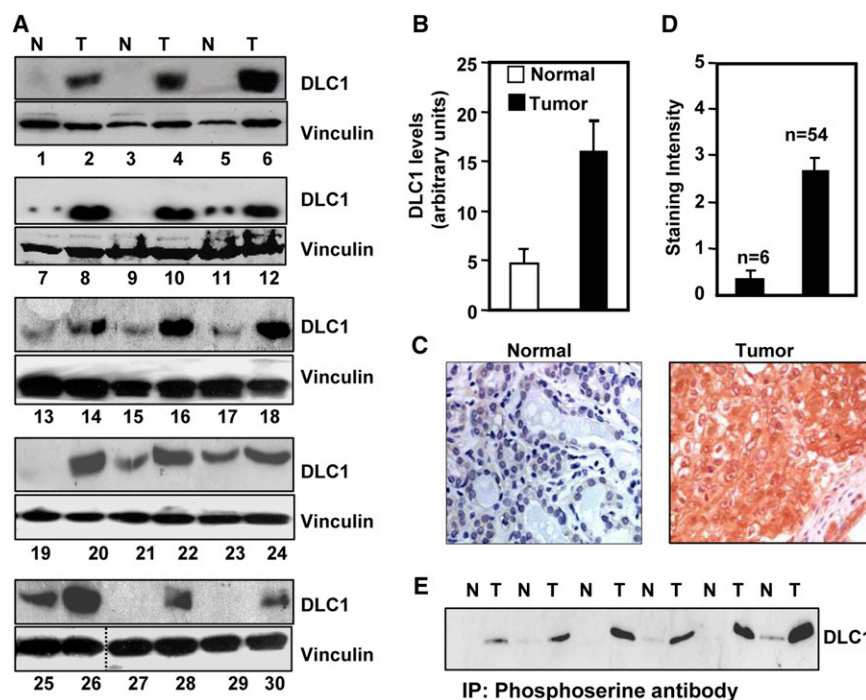 A
N T N T N T
DLC1
Vinculin
1 2 3 4 5 6
DLC1
Vinculin
7 8 9 10 11 12
DLC1
Vinculin
13 14 15 16 17 18
DLC1
Vinculin
19 20 21 22 23 24
DLC1
Vinculin
25 26 27 28 29 30
B
DLC1 levels
(arbitrary units)
25
20
15
10
5
0
Normal
Tumor
D
Staining Intensity
5
4
3
2
1
0
n=6
n=54
C
Normal
Tumor
E
N T N T N T N T N T N T
DLC1
IP: Phosphoserine antibody